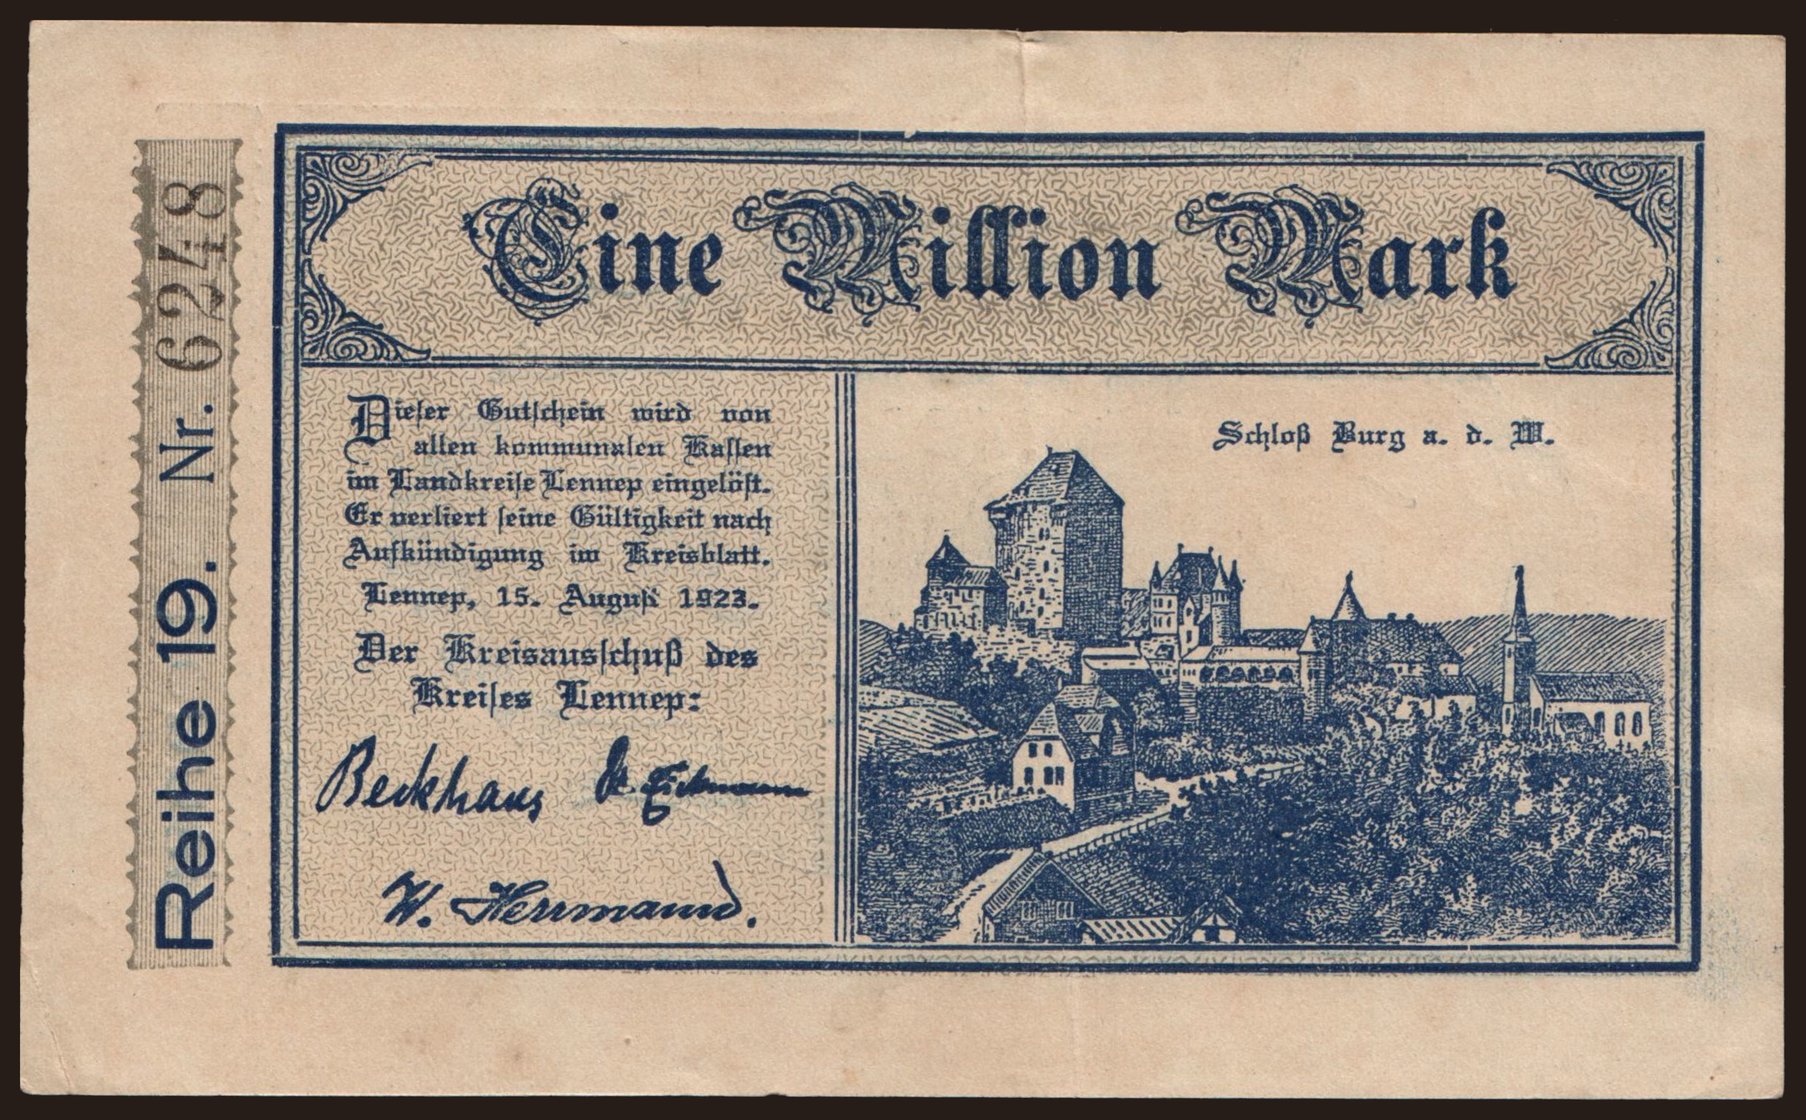 Reihe 19. Nr. 6248
Eine Million Mark
Dieser Gutschein wird von
allen kommunalen Kassen
im Landkreise Lennep eingelöst.
Er verliert seine Gültigkeit nach
Aufkündigung im Kreisblatt.
Lennep, 15. August 1923.
Der Kreisausschuß des
Kreises Lennep:
Beckhaus
W. Herrmann.
Schloß Burg a. d. W.